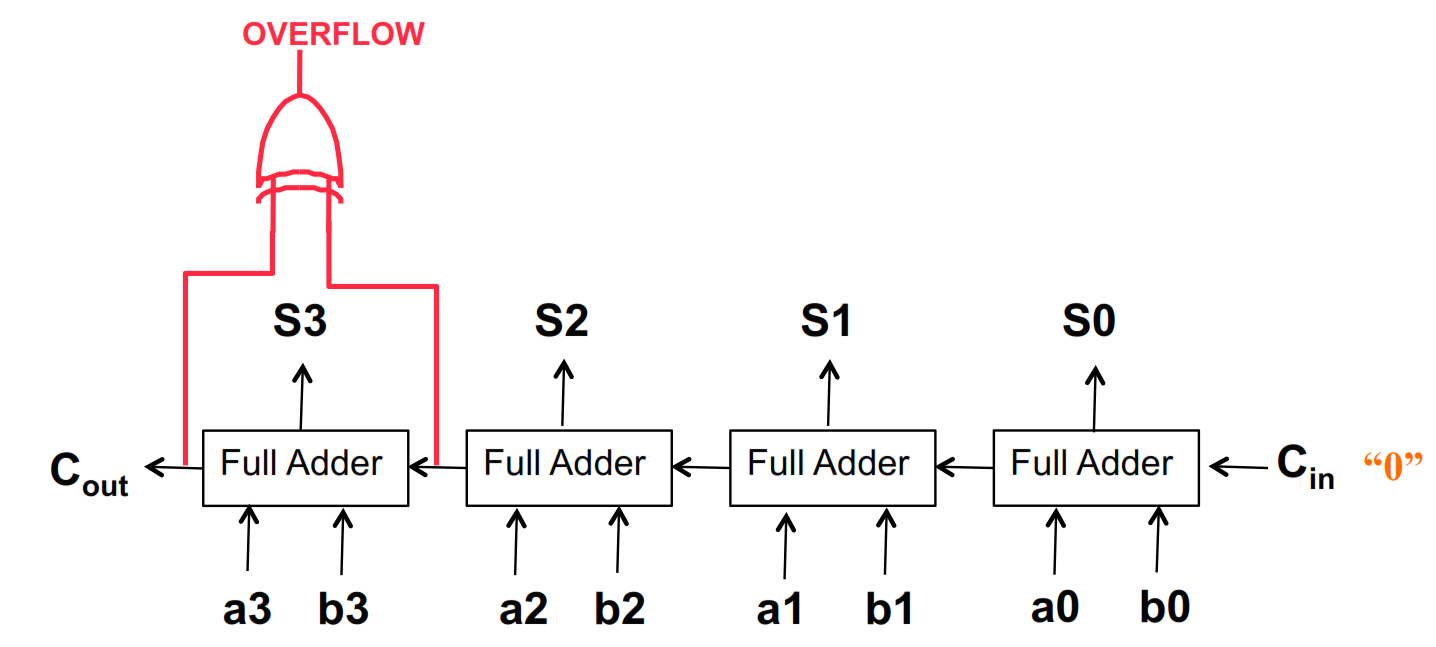 OVERFLOW
S3 S2 S1 S0
Cout Full Adder Full Adder Full Adder Full Adder Cin “0”
a3 b3 a2 b2 a1 b1 a0 b0